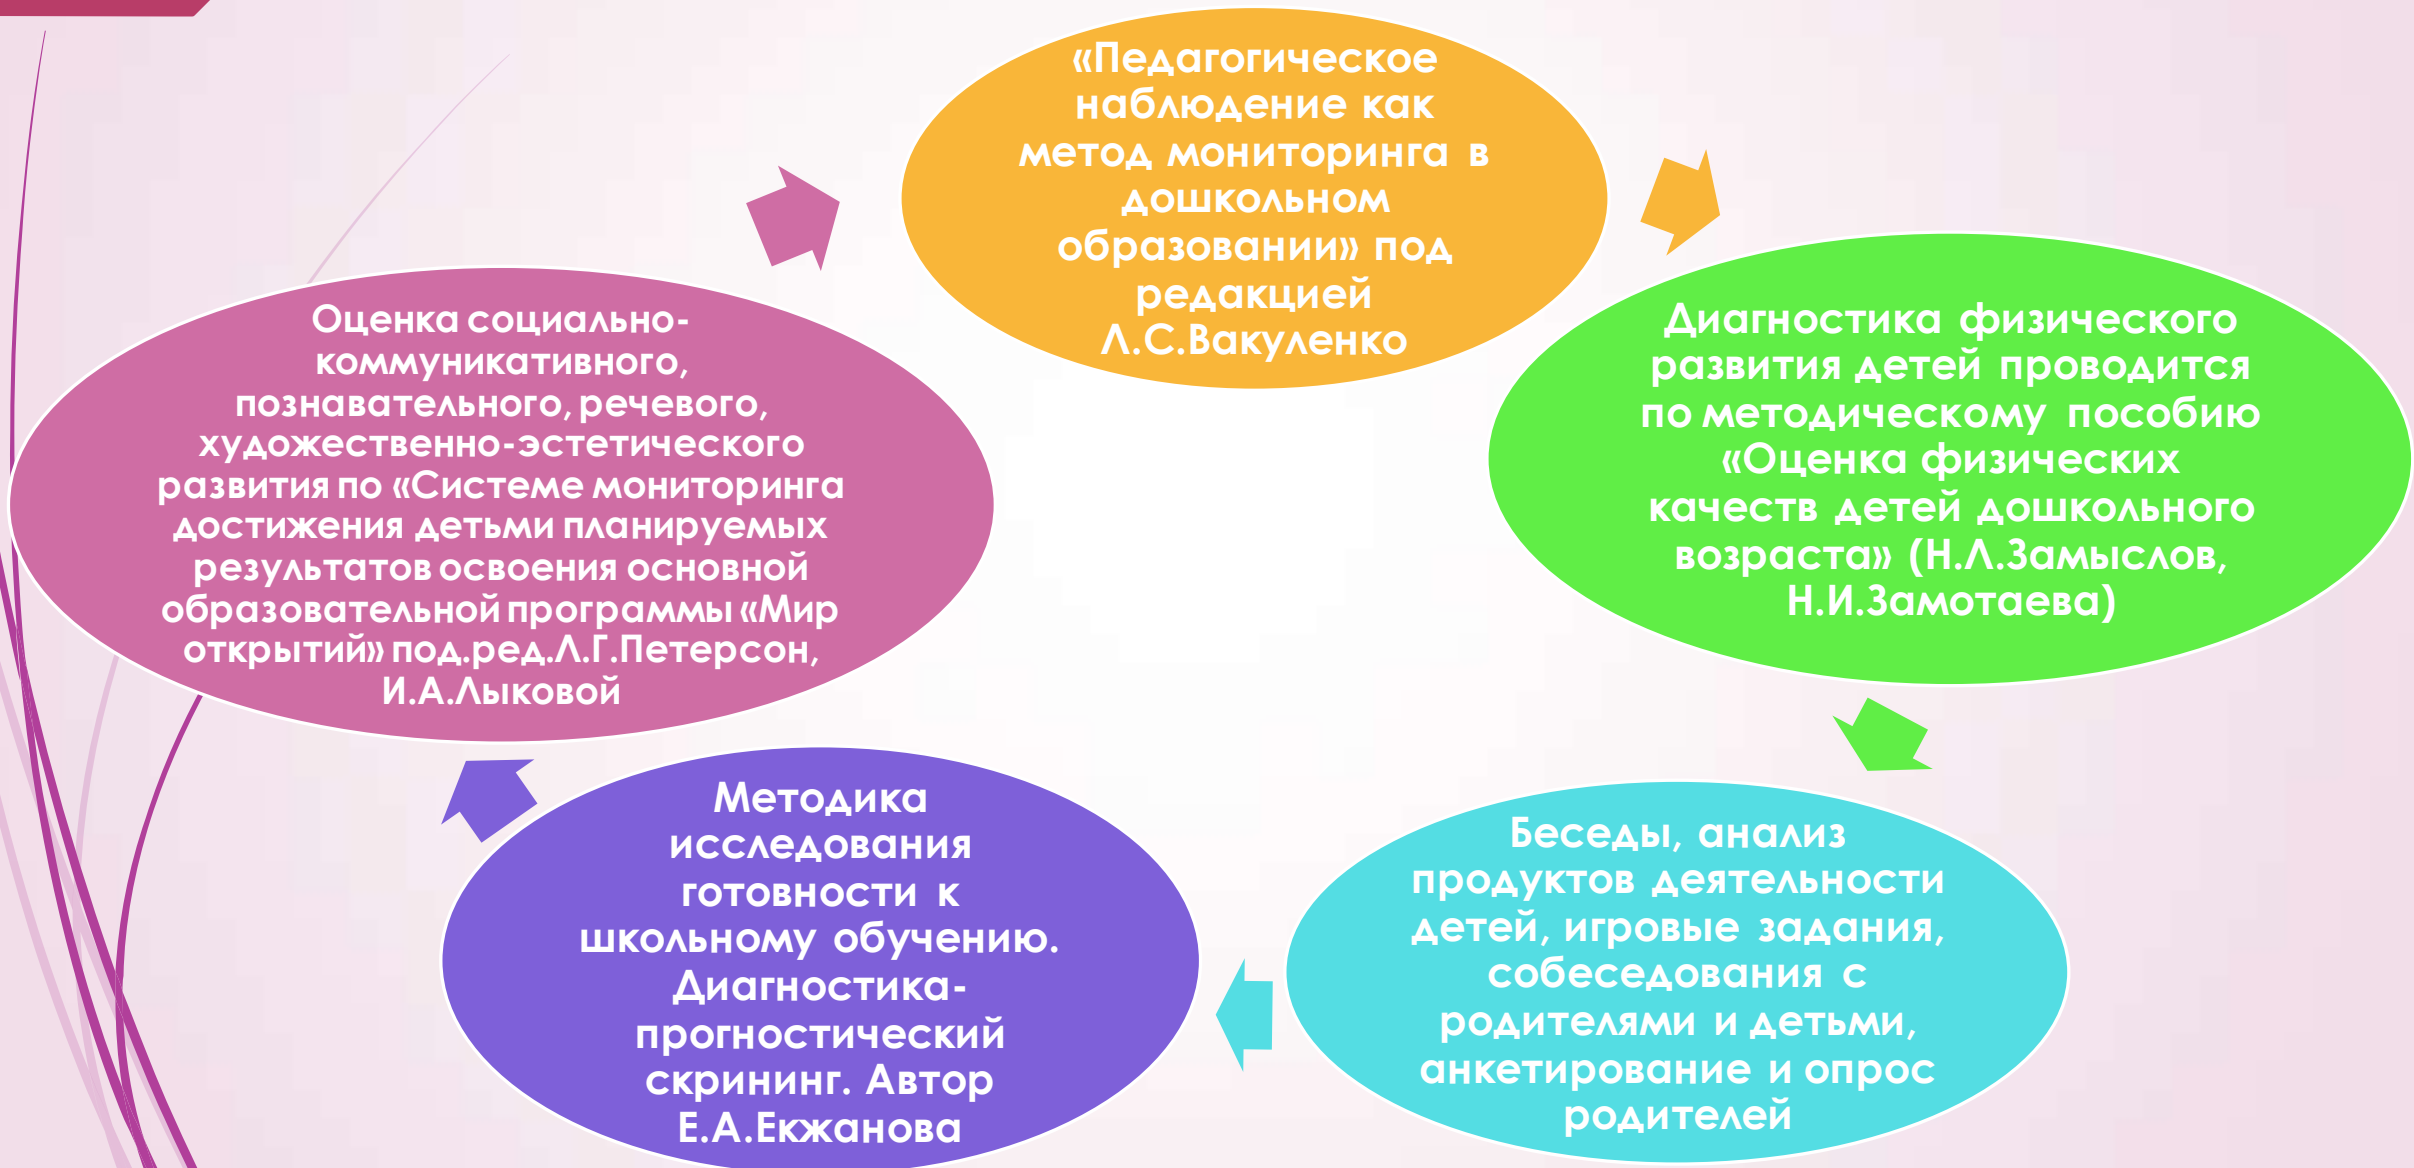 «Педагогическое
наблюдение как
метод мониторинга в
дошкольном
образовании» под
редакцией
Л.С.Вакуленко
Диагностика физического
развития детей проводится
по методическому пособию
«Оценка физических
качеств детей дошкольного
возраста» (Н.Л.Замыслов,
Н.И.Замотаева)
Беседы, анализ
продуктов деятельности
детей, игровые задания,
собеседования с
родителями и детьми,
анкетирование и опрос
родителей
Методика
исследования
готовности к
школьному обучению.
Диагностика-
прогностический
скрининг. Автор
Е.А.Екжанова
Оценка социально-
коммуникативного,
познавательного, речевого,
художественно-эстетического
развития по «Системе мониторинга
достижения детьми планируемых
результатов освоения основной
образовательной программы «Мир
открытий» под.ред.Л.Г.Петерсон,
И.А.Лыковой